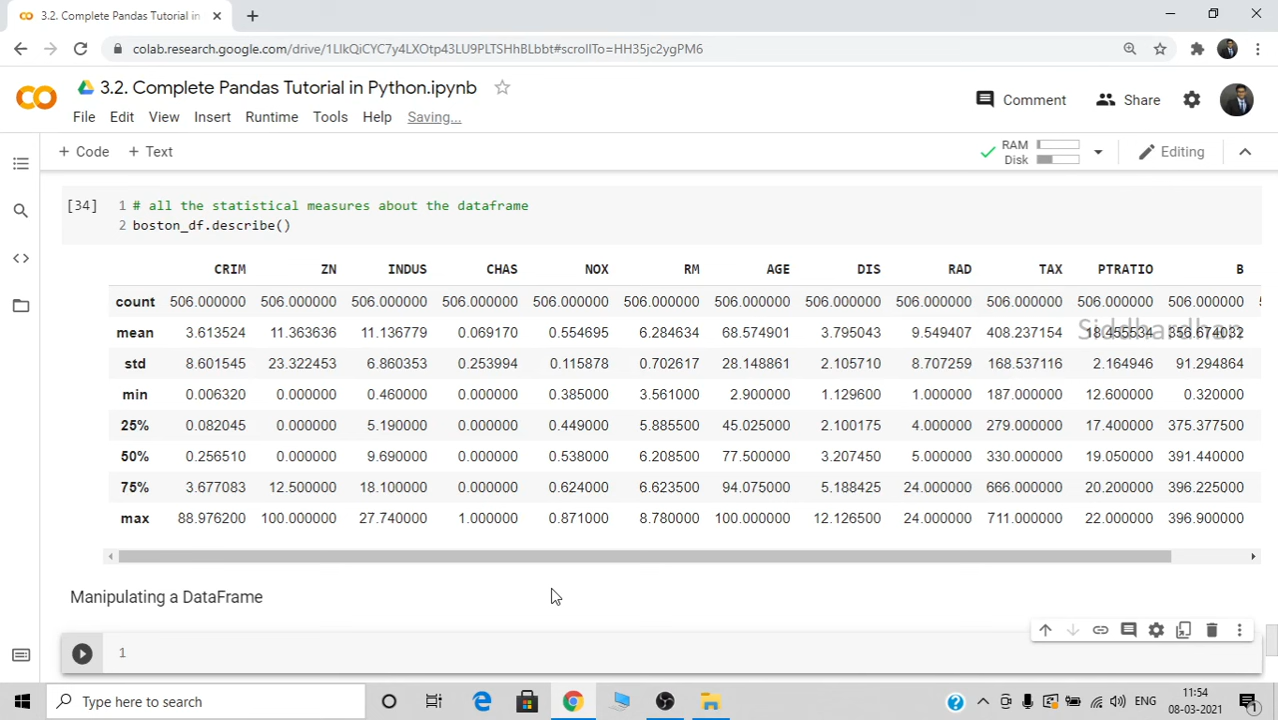 3.2. Complete Pandas Tutorial in
colab.research.google.com/drive/1LlkQiCYC7y4LXOtp43LU9PLTSHhBLbbt#scrollTo=HH35jc2ygPM6
3.2. Complete Pandas Tutorial in Python.ipynb
Comment Share
File Edit View Insert Runtime Tools Help Saving...
+ Code + Text
RAM
Disk
Editing
[34] 1 # all the statistical measures about the dataframe
2 boston_df.describe()
CRIM ZN INDUS CHAS NOX RM AGE DIS RAD TAX PTRATIO B
count 506.000000 506.000000 506.000000 506.000000 506.000000 506.000000 506.000000 506.000000 506.000000 506.000000 506.000000 506.000000
mean 3.613524 11.363636 11.136779 0.069170 0.554695 6.284634 68.574901 3.795043 9.549407 408.237154 18.455534 356.674032
Siddhardhan
std 8.601545 23.322453 6.860353 0.253994 0.115878 0.702617 28.148861 2.105710 8.707259 168.537116 2.164946 91.294864
min 0.006320 0.000000 0.460000 0.000000 0.385000 3.561000 2.900000 1.129600 1.000000 187.000000 12.600000 0.320000
25% 0.082045 0.000000 5.190000 0.000000 0.449000 5.885500 45.025000 2.100175 4.000000 279.000000 17.400000 375.377500
50% 0.256510 0.000000 9.690000 0.000000 0.538000 6.208500 77.500000 3.207450 5.000000 330.000000 19.050000 391.440000
75% 3.677083 12.500000 18.100000 0.000000 0.624000 6.623500 94.075000 5.188425 24.000000 666.000000 20.200000 396.225000
max 88.976200 100.000000 27.740000 1.000000 0.871000 8.780000 100.000000 12.126500 24.000000 711.000000 22.000000 396.900000
Manipulating a DataFrame
1
Type here to search
ENG
11:54
08-03-2021